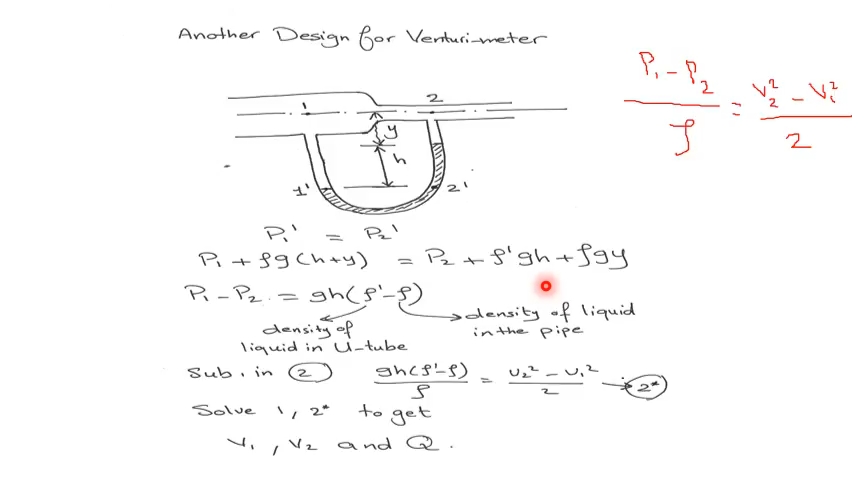 Another Design for Venturi-meter
P₁ - P₂ / ρ = V₂² - V₁² / 2
1 2
y
h
1' 2'
P₁' = P₂'
P₁ + ρg(h+y) = P₂ + ρ'gh + ρgy
P₁ - P₂ = gh(ρ' - ρ)
density of liquid in U-tube
density of liquid in the pipe
Sub. in 2 gh(ρ'-ρ) / ρ = v₂² - v₁² / 2 → 2*
Solve 1, 2* to get
V₁, V₂ and Q.